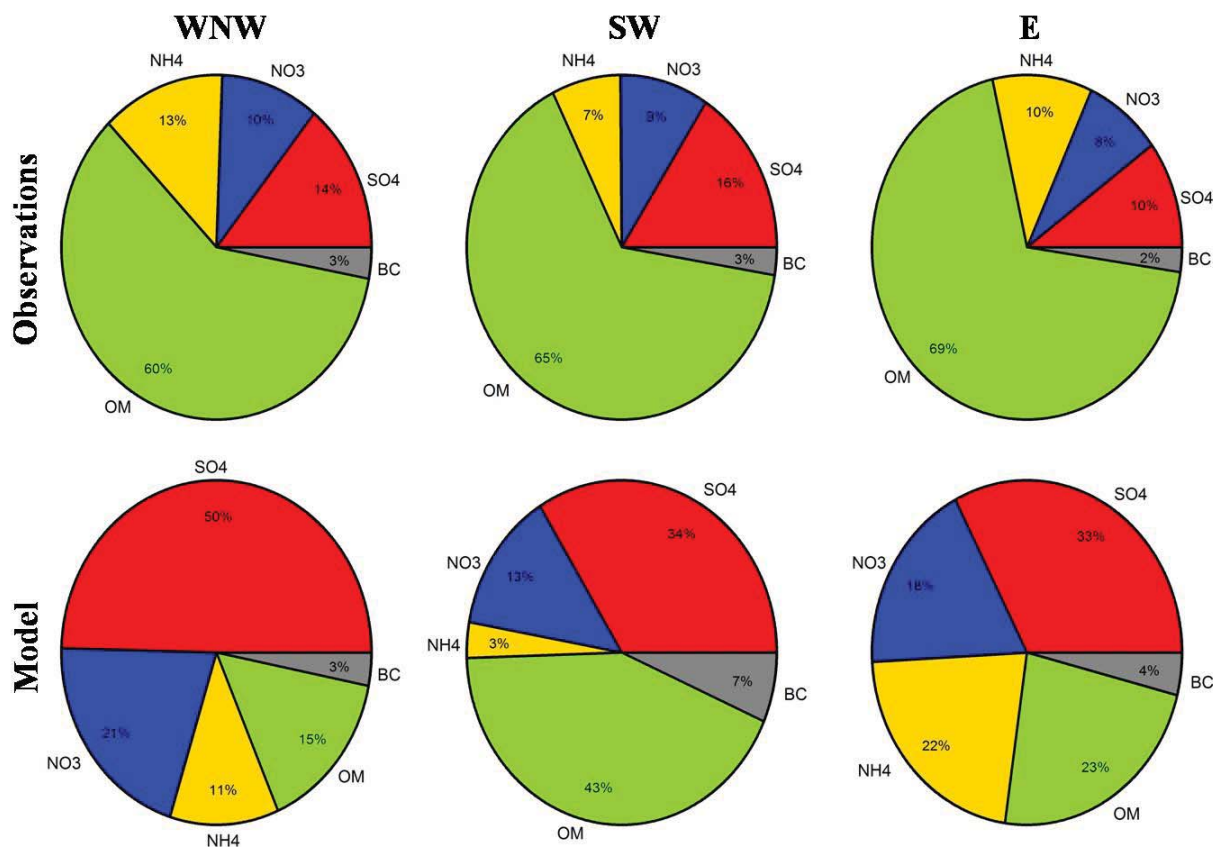 WNW
SW
E
Observations
NH4
NO3
13%
10%
SO4
14%
3%
BC
60%
OM
NH4
NO3
7%
9%
SO4
16%
3%
BC
65%
OM
NH4
NO3
10%
8%
SO4
10%
2%
BC
69%
OM
Model
SO4
50%
3%
BC
21%
NO3
15%
OM
11%
NH4
SO4
34%
NO3
13%
NH4
3%
7%
BC
43%
OM
SO4
33%
NO3
18%
4%
BC
22%
NH4
23%
OM